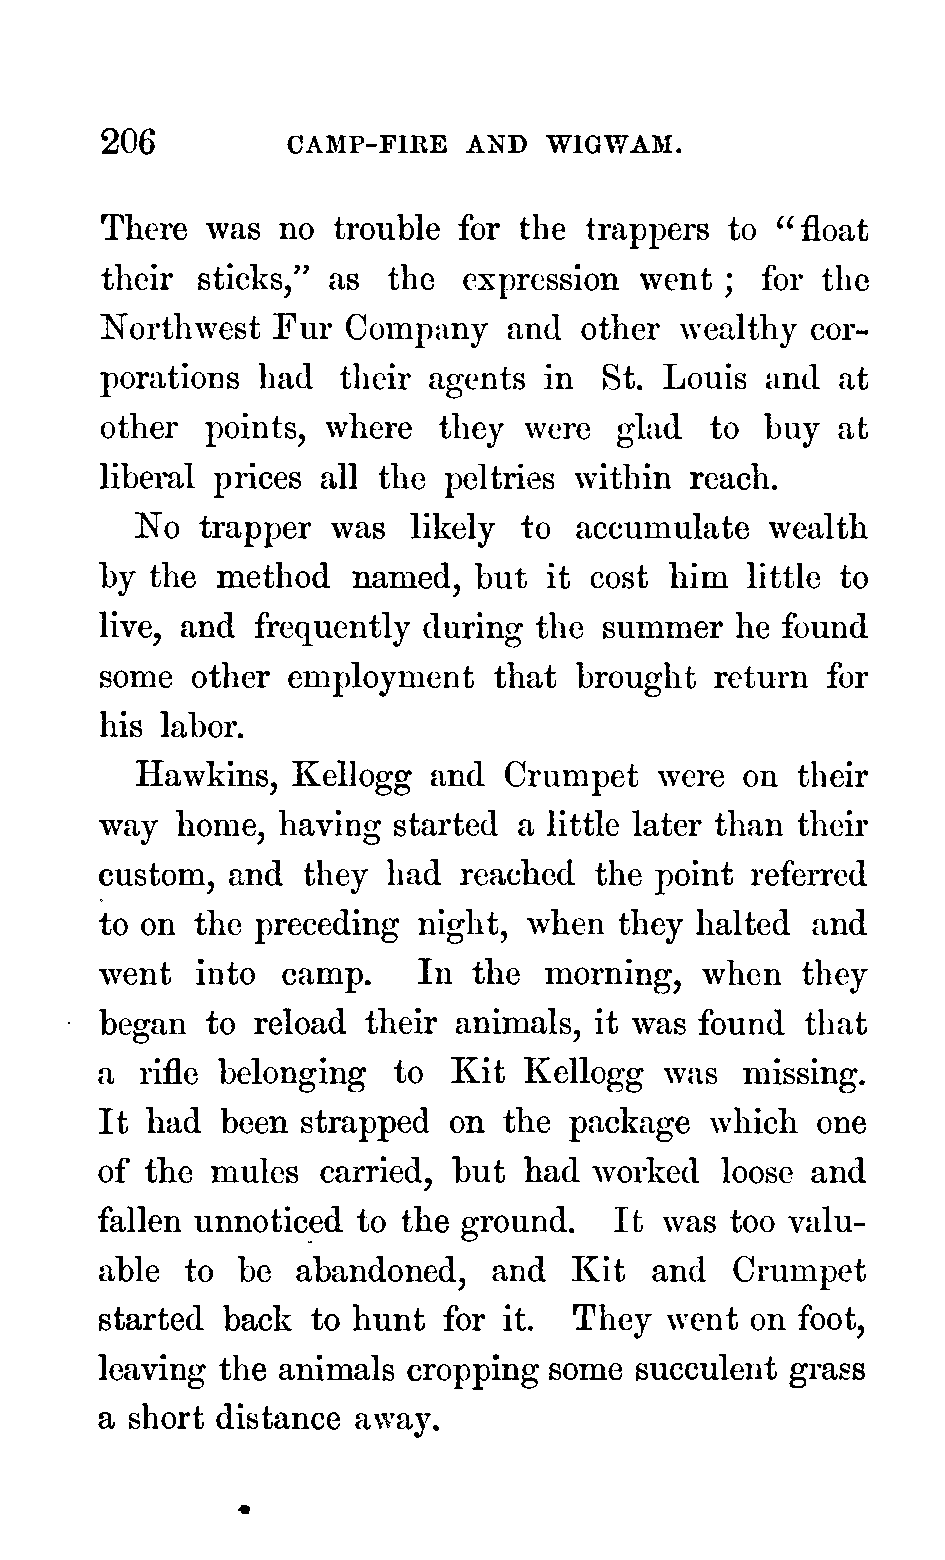 206 CAMP-FIRE AND WIGWAM.
There was no trouble for the trappers to "float
their sticks," as the expression went ; for the
Northwest Fur Company and other wealthy cor-
porations had their agents in St. Louis and at
other points, where they were glad to buy at
liberal prices all the peltries within reach.
No trapper was likely to accumulate wealth
by the method named, but it cost him little to
live, and frequently during the summer he found
some other employment that brought return for
his labor.
Hawkins, Kellogg and Crumpet were on their
way home, having started a little later than their
custom, and they had reached the point referred
to on the preceding night, when they halted and
went into camp. In the morning, when they
began to reload their animals, it was found that
a rifle belonging to Kit Kellogg was missing.
It had been strapped on the package which one
of the mules carried, but had worked loose and
fallen unnoticed to the ground. It was too valu-
able to be abandoned, and Kit and Crumpet
started back to hunt for it. They went on foot,
leaving the animals cropping some succulent grass
a short distance away.